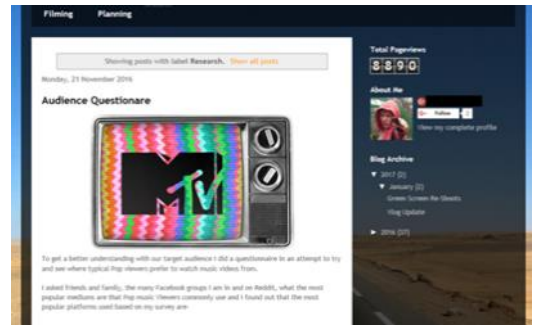 Filming Planning
Showing posts with label Research. Show all posts
Monday, 21 November 2016
Audience Questionare
MTV
To get a better understanding with our target audience I did a questionnaire in an attempt to try
and see where typical Pop viewers prefer to watch music videos from.
I asked friends and family, the many Facebook groups I am in and on Reddit, what the most
popular mediums are that Pop music Viewers commonly use and I found out that the most
popular platforms used based on my survey are-
Total Pageviews
8890
About Me
Follow
View my complete profile
Blog Archive
▼ 2017 (2)
▼ January (2)
Green Screen Re-Shoots
Vlog Update
► 2016 (37)